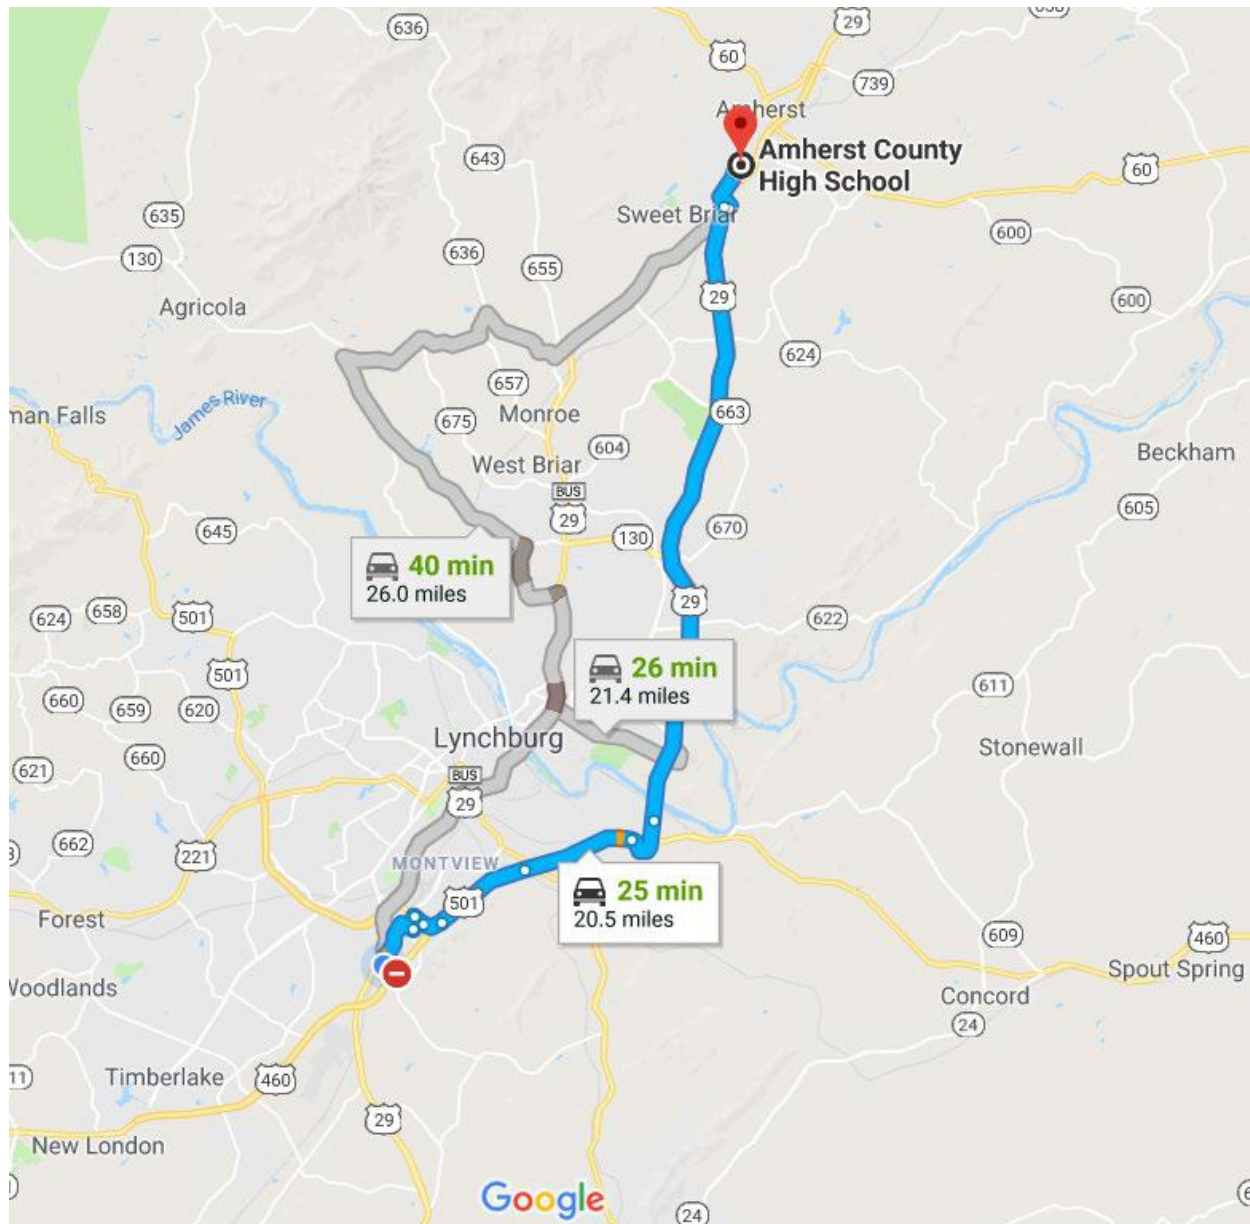 636
29
60
739
Amherst
643
Amherst County
High School
60
635
Sweet Briar
600
130
636
655
29
600
Agricola
624
James River
657
663
man Falls
675
Monroe
604
Beckham
West Briar
BUS
29
605
645
130
670
40 min
26.0 miles
29
624
658
501
622
26 min
21.4 miles
501
611
660
659
620
Lynchburg
Stonewall
660
621
BUS
29
662
221
MONTVIEW
25 min
20.5 miles
501
Forest
609
460
Spout Spring
Woodlands
Concord
24
11
Timberlake
460
29
New London
Google
24